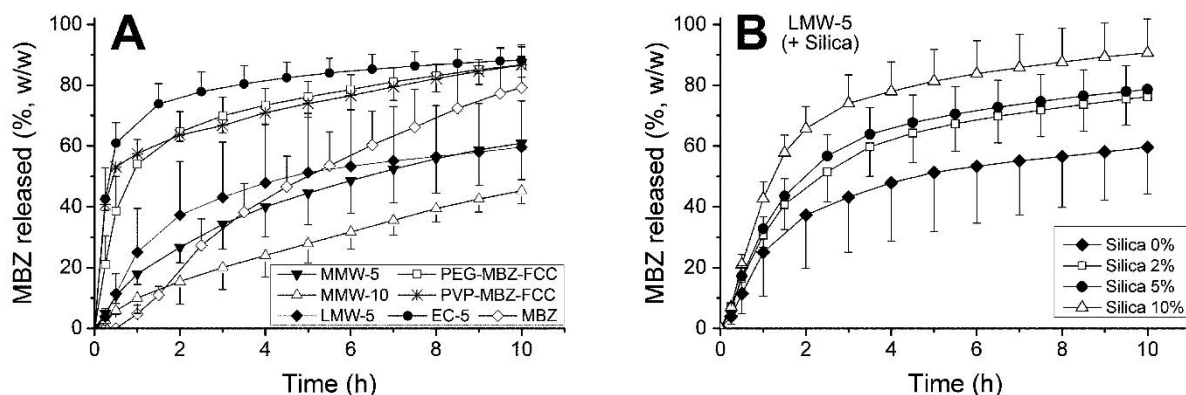 A
MBZ released (%, w/w)
100
80
60
40
20
0
MMW-5 PEG-MBZ-FCC
MMW-10 PVP-MBZ-FCC
LMW-5 EC-5 MBZ
0 2 4 6 8 10
Time (h)
B
LMW-5
(+ Silica)
MBZ released (%, w/w)
100
80
60
40
20
0
Silica 0%
Silica 2%
Silica 5%
Silica 10%
0 2 4 6 8 10
Time (h)